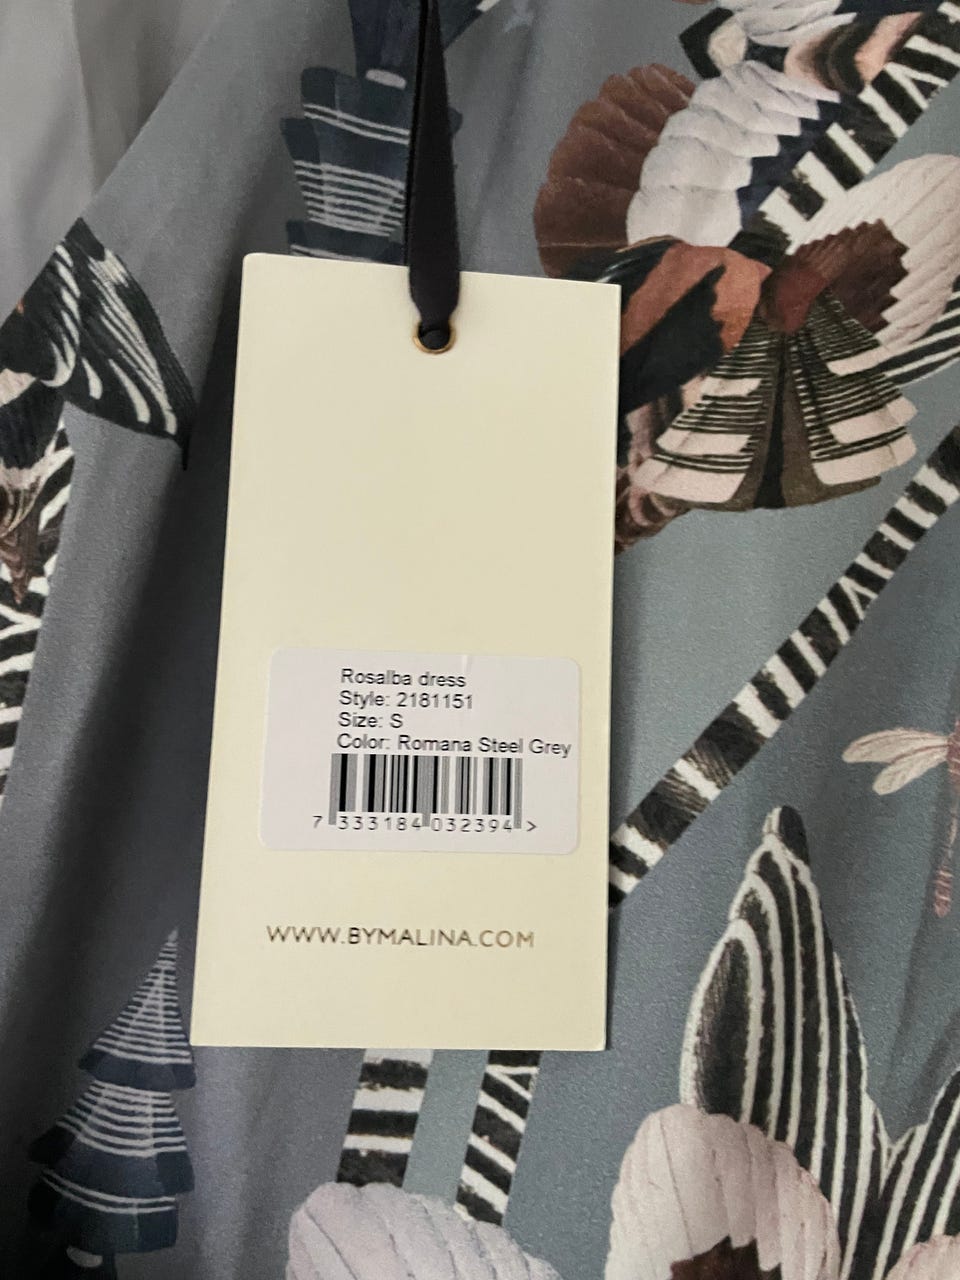 Rosalba dress
Style: 2181151
Size: S
Color: Romana Steel Grey
7 333184 032394 >
WWW.BYMALINA.COM